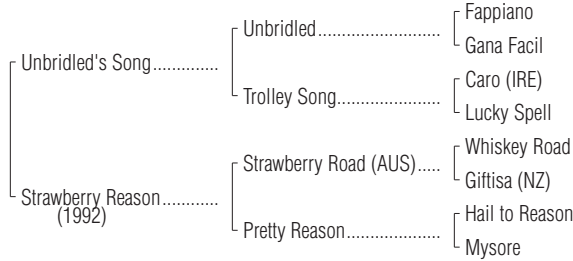 Fappiano
Unbridled.............................
Gana Facil
Unbridled's Song..............
Caro (IRE)
Trolley Song........................
Lucky Spell
Whiskey Road
Strawberry Road (AUS).....
Giftisa (NZ)
Strawberry Reason............
(1992)
Hail to Reason
Pretty Reason......................
Mysore